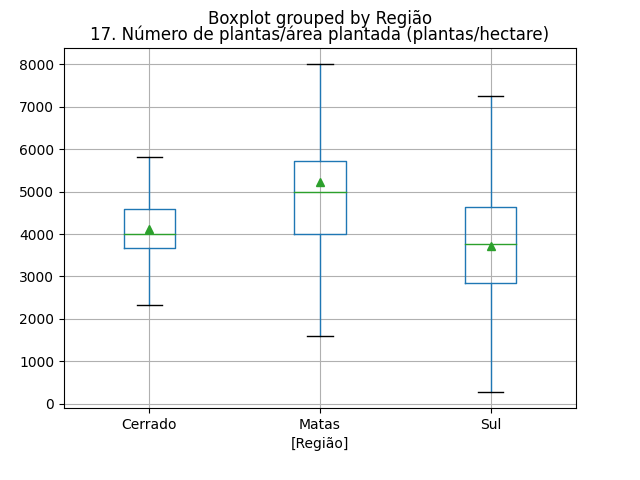 Boxplot grouped by Região
17. Número de plantas/área plantada (plantas/hectare)
8000
7000
6000
5000
4000
3000
2000
1000
0
Cerrado Matas Sul
[Região]